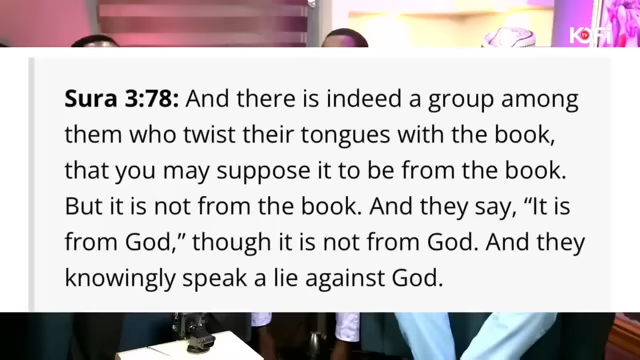 KOFI
TV
Sura 3:78: And there is indeed a group among
them who twist their tongues with the book,
that you may suppose it to be from the book.
But it is not from the book. And they say, “It is
from God,” though it is not from God. And they
knowingly speak a lie against God.